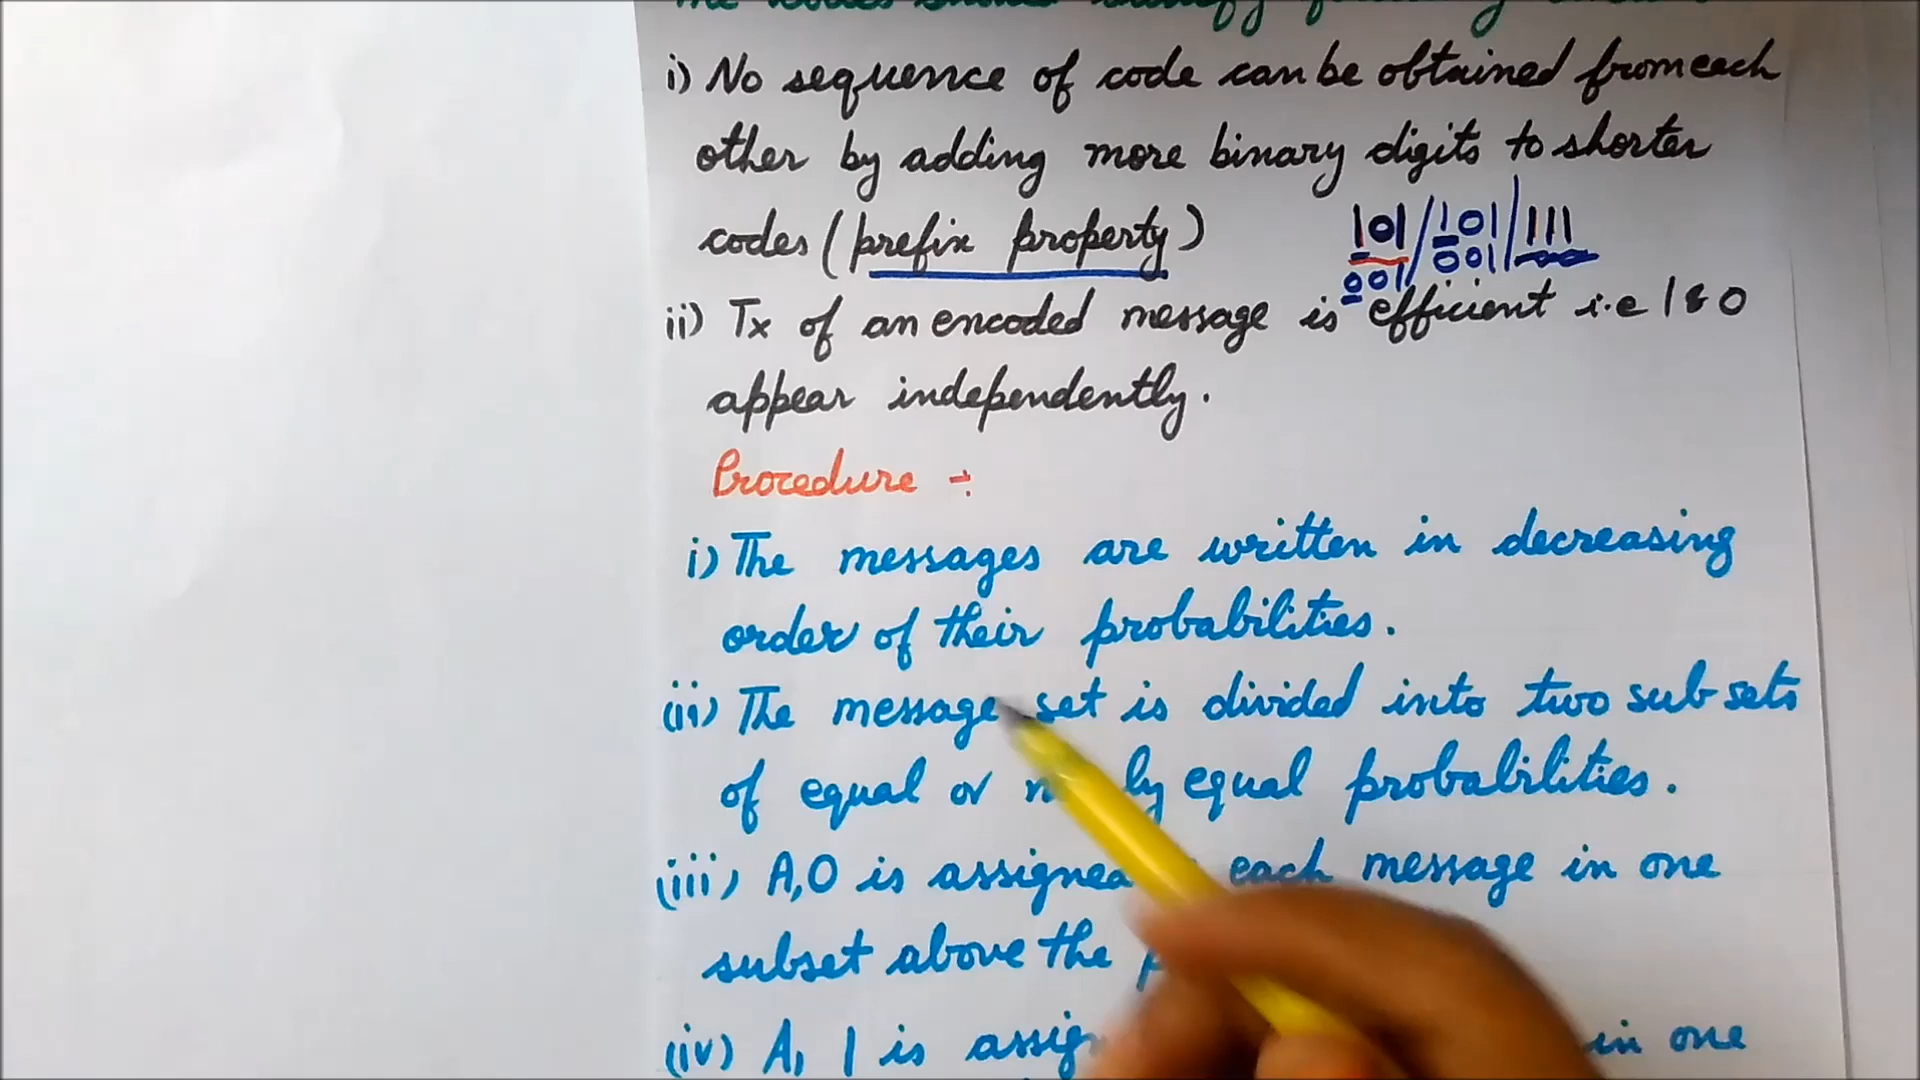 i) No sequence of code can be obtained from each
other by adding more binary digits to shorter
codes (prefix property)
101/101/111
001/001/
ii) Tx of an encoded message is efficient i.e 1 & 0
appear independently.
Procedure :-
i) The messages are written in decreasing
order of their probabilities.
(ii) The message set is divided into two sub sets
of equal or equal probabilities.
(iii) A, 0 is each message in one
subset above the
(iv) A, 1 is in one